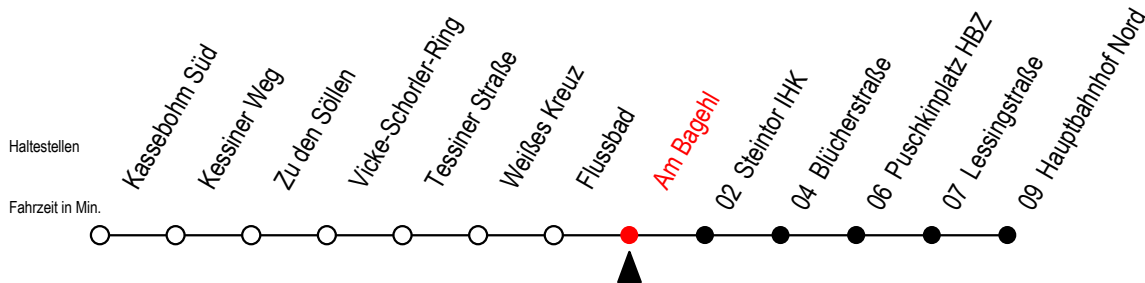 Haltestellen
Fahrzeit in Min.
Kassebohm Süd
Kessiner Weg
Zu den Söllen
Vicke-Schorler-Ring
Tessiner Straße
Weißes Kreuz
Flussbad
Am Bagehl
02 Steintor IHK
04 Blücherstraße
06 Puschkinplatz HBZ
07 Lessingstraße
09 Hauptbahnhof Nord